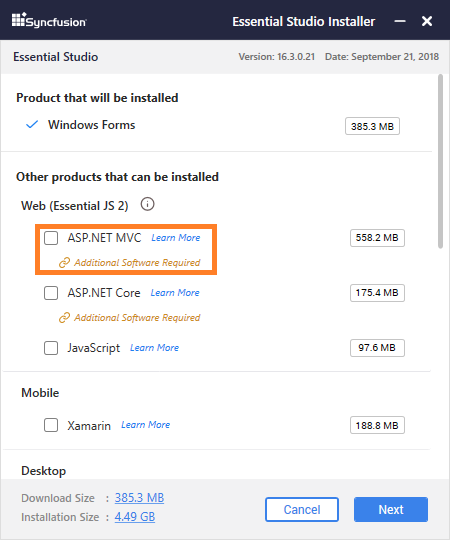 Syncfusion Essential Studio Installer
Essential Studio Version: 16.3.0.21 Date: September 21, 2018
Product that will be installed
Windows Forms 385.3 MB
Other products that can be installed
Web (Essential JS 2)
ASP.NET MVC Learn More 558.2 MB
Additional Software Required
ASP.NET Core Learn More 175.4 MB
Additional Software Required
JavaScript Learn More 97.6 MB
Mobile
Xamarin Learn More 188.8 MB
Desktop
Download Size : 385.3 MB
Installation Size : 4.49 GB
Cancel Next